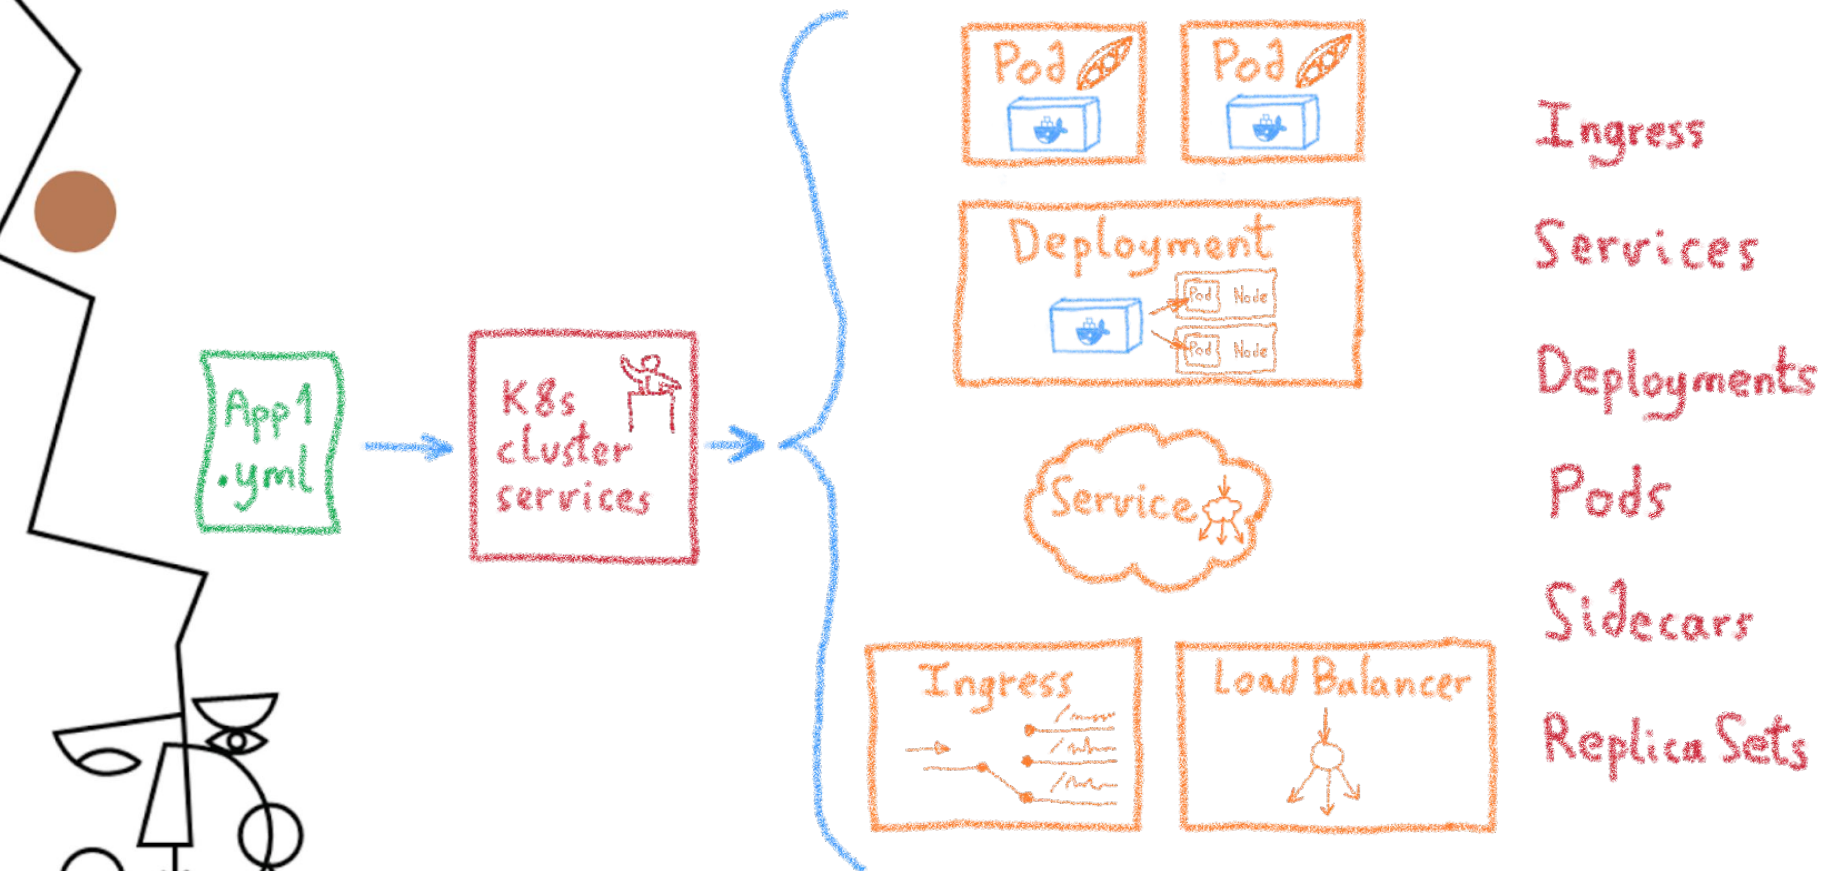 App1
.yml
K8s
cluster
services
Pod
Pod
Deployment
Pod Node
Pod Node
Service
Ingress
Load Balancer
Ingress
Services
Deployments
Pods
Sidecars
Replica Sets